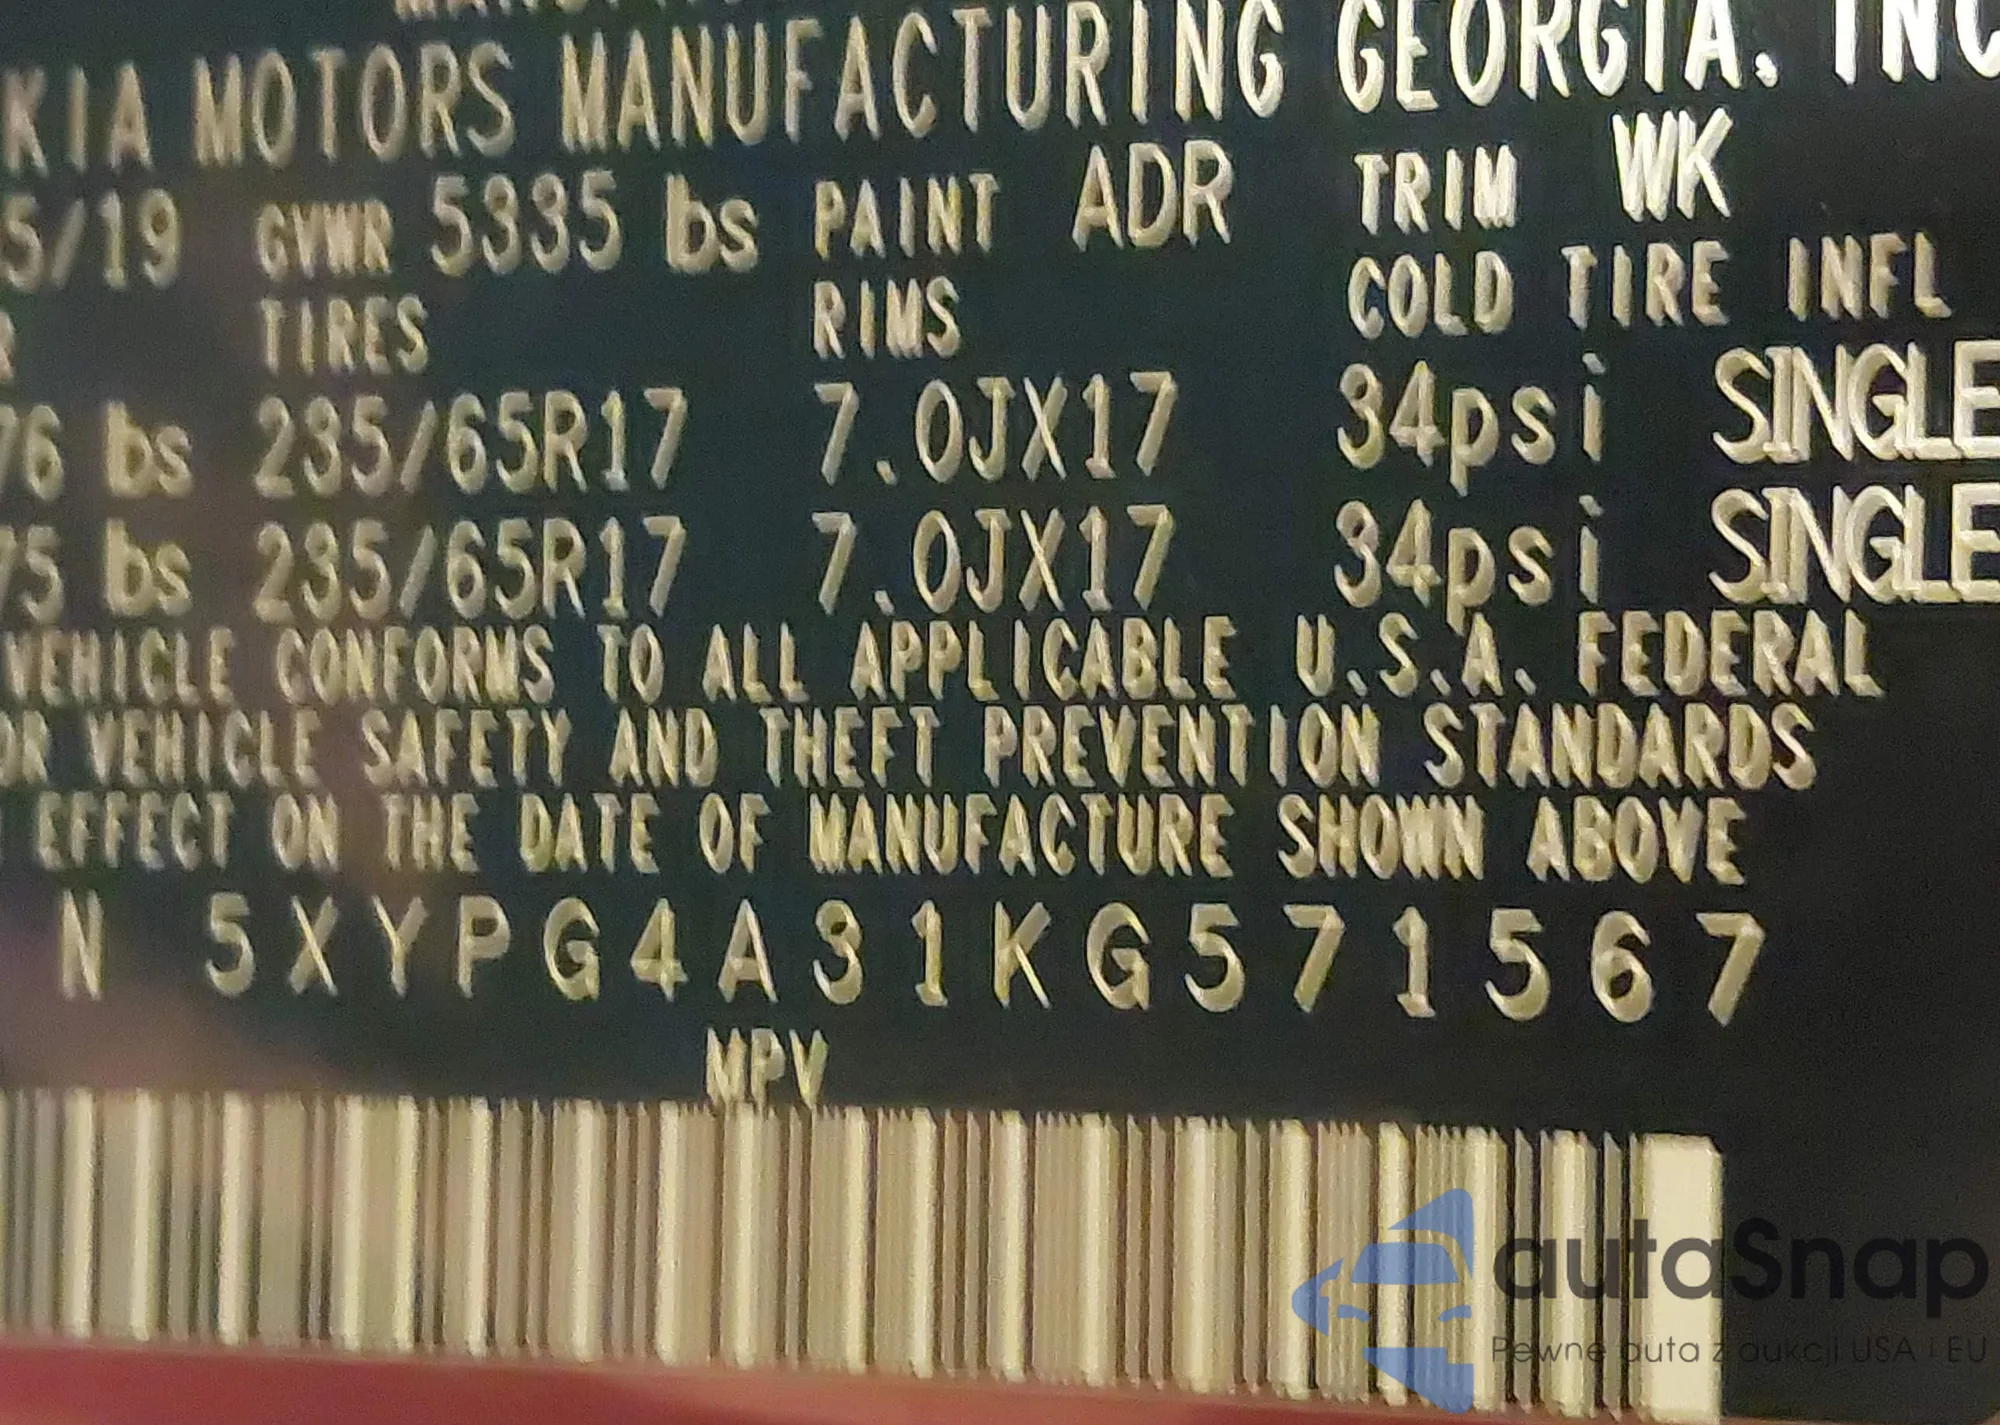 KIA MOTORS MANUFACTURING GEORGIA, INC
5/19 GVWR 5335 lbs PAINT ADR TRIM WK
R TIRES RIMS COLD TIRE INFL
76 lbs 235/65R17 7.0JX17 34psi SINGLE
75 lbs 235/65R17 7.0JX17 34psi SINGLE
VEHICLE CONFORMS TO ALL APPLICABLE U.S.A. FEDERAL
OR VEHICLE SAFETY AND THEFT PREVENTION STANDARDS
EFFECT ON THE DATE OF MANUFACTURE SHOWN ABOVE
N 5XYPG4A31KG571567
MPV
autaSnap
Pewne auta z aukcji USA i EU